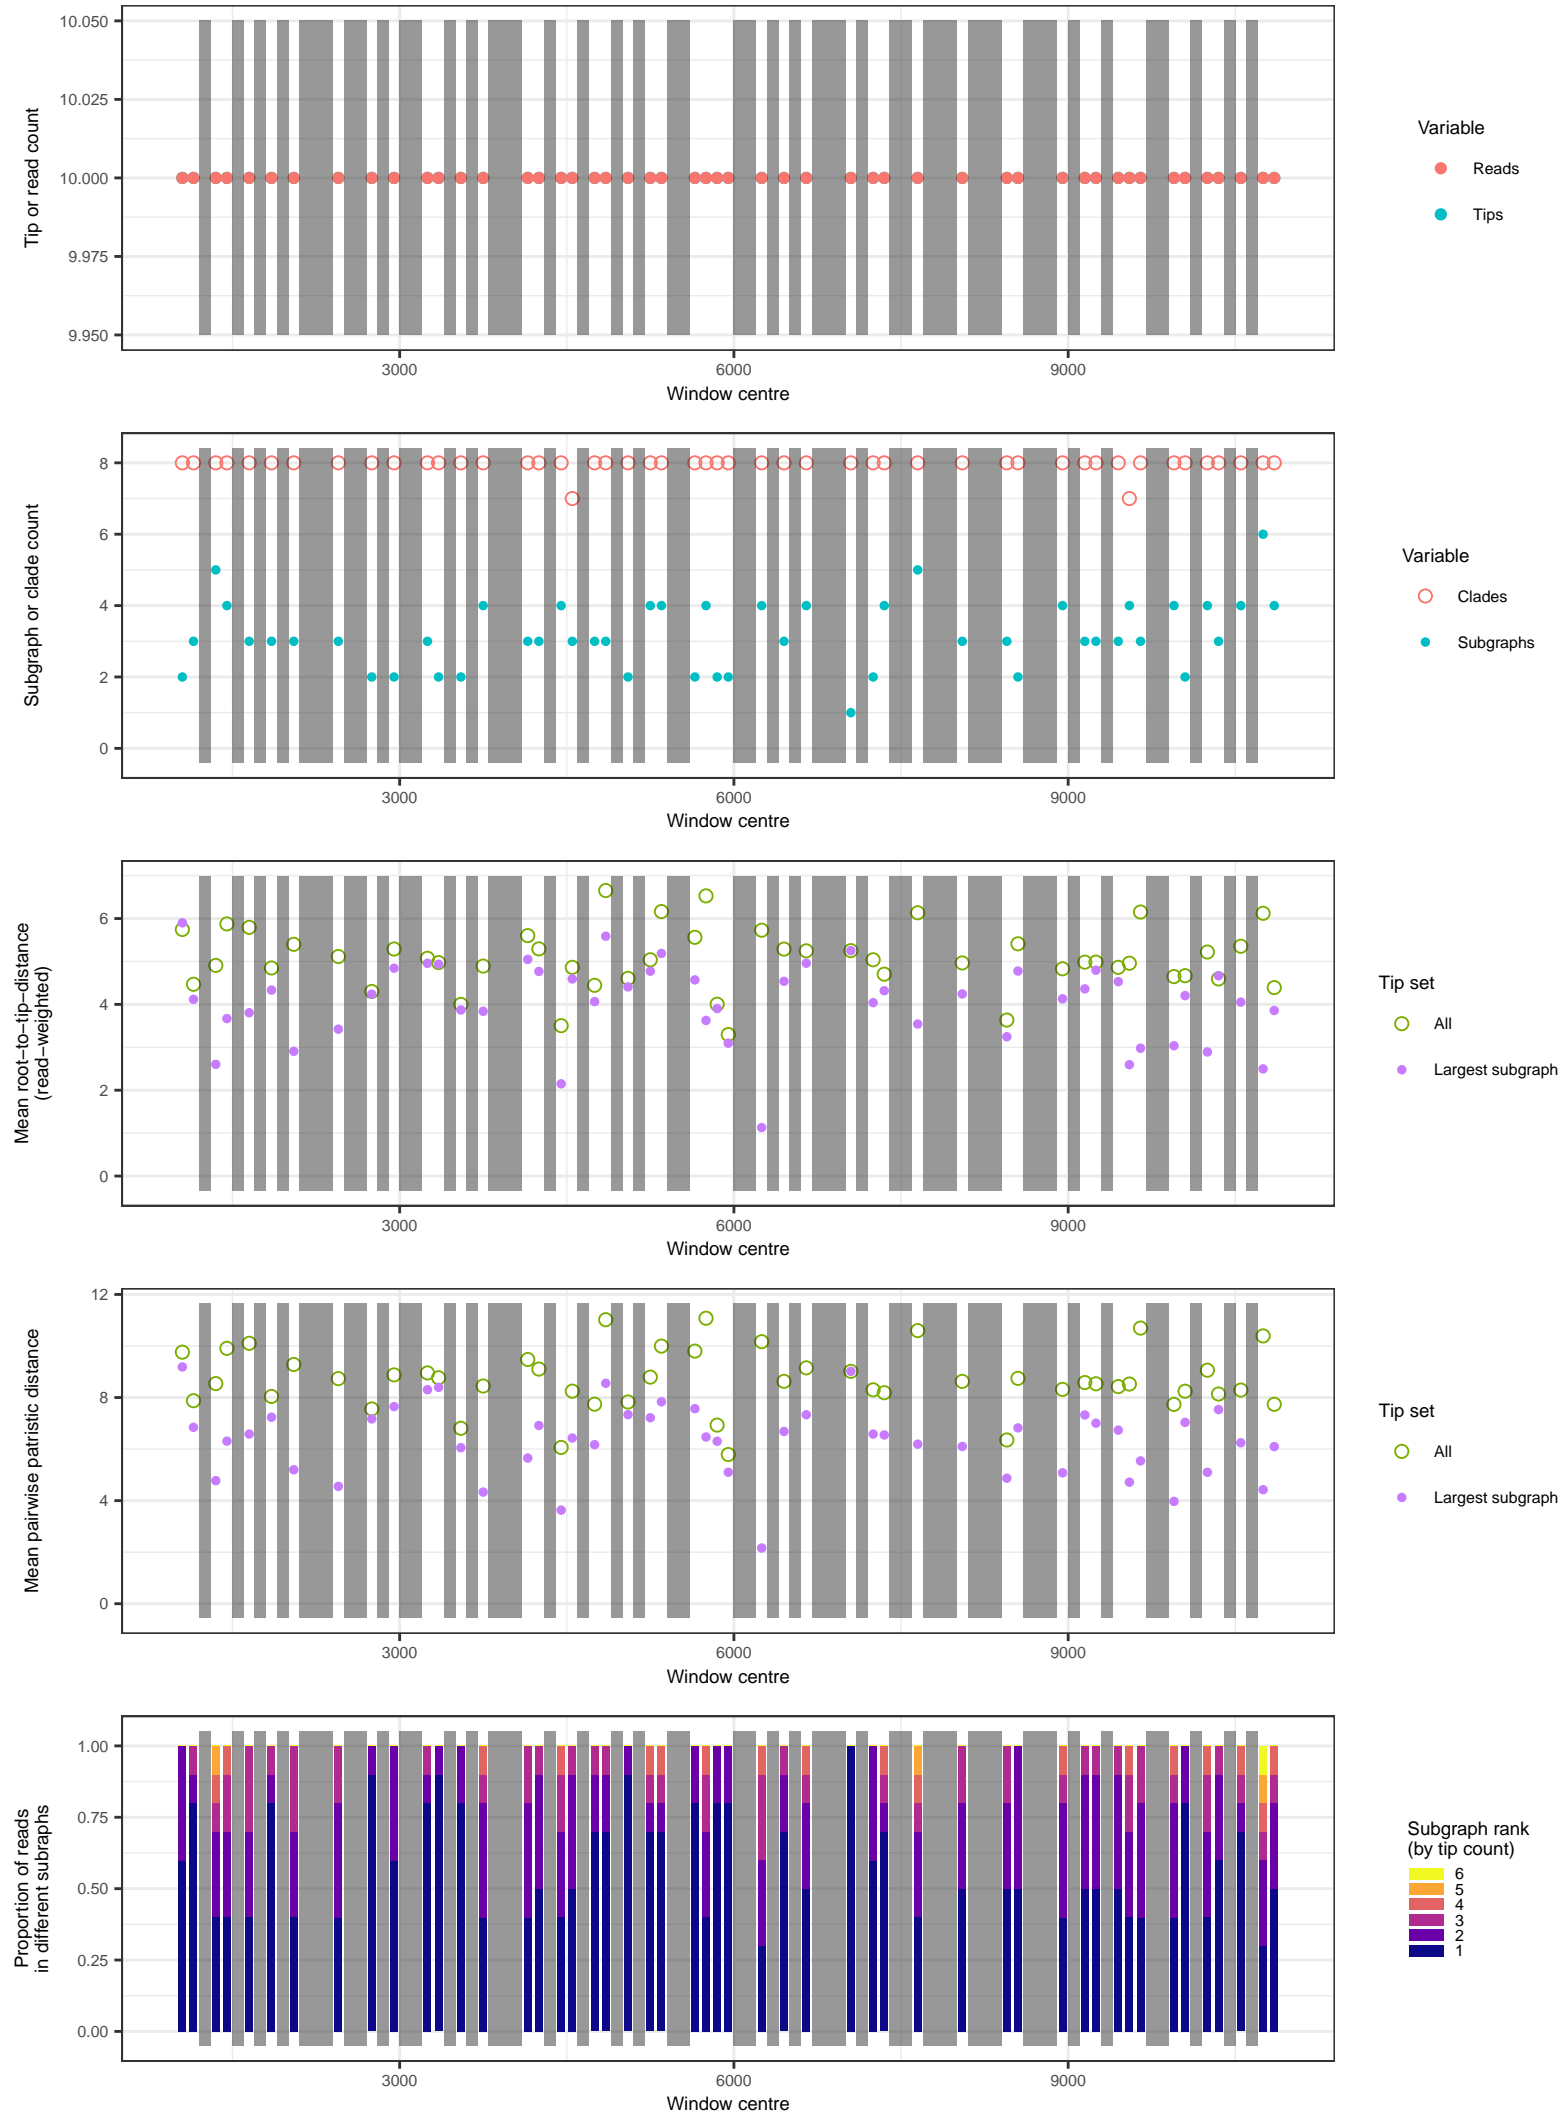 10.050
10.025
10.000
9.975
9.950
Tip or read count
3000
6000
9000
Window centre
Variable
Reads
Tips
8
6
4
2
0
Subgraph or clade count
3000
6000
9000
Window centre
Variable
Clades
Subgraphs
6
4
2
0
Mean root−to−tip−distance
(read−weighted)
3000
6000
9000
Window centre
Tip set
All
Largest subgraph
12
8
4
0
Mean pairwise patristic distance
3000
6000
9000
Window centre
Tip set
All
Largest subgraph
1.00
0.75
0.50
0.25
0.00
Proportion of reads
in different subraphs
3000
6000
9000
Window centre
Subgraph rank
(by tip count)
6
5
4
3
2
1